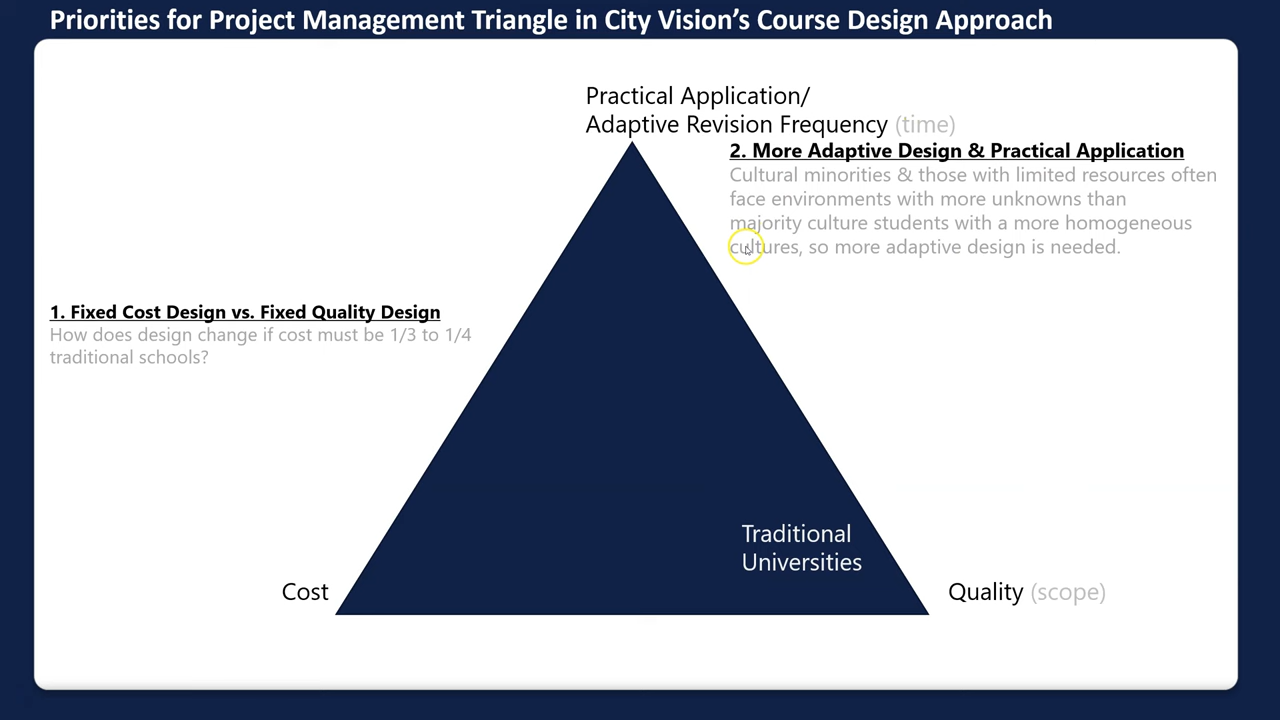 Priorities for Project Management Triangle in City Vision’s Course Design Approach
Practical Application/
Adaptive Revision Frequency (time)
2. More Adaptive Design & Practical Application
Cultural minorities & those with limited resources often
face environments with more unknowns than
majority culture students with a more homogeneous
cultures, so more adaptive design is needed.
1. Fixed Cost Design vs. Fixed Quality Design
How does design change if cost must be 1/3 to 1/4
traditional schools?
Traditional
Universities
Cost
Quality (scope)